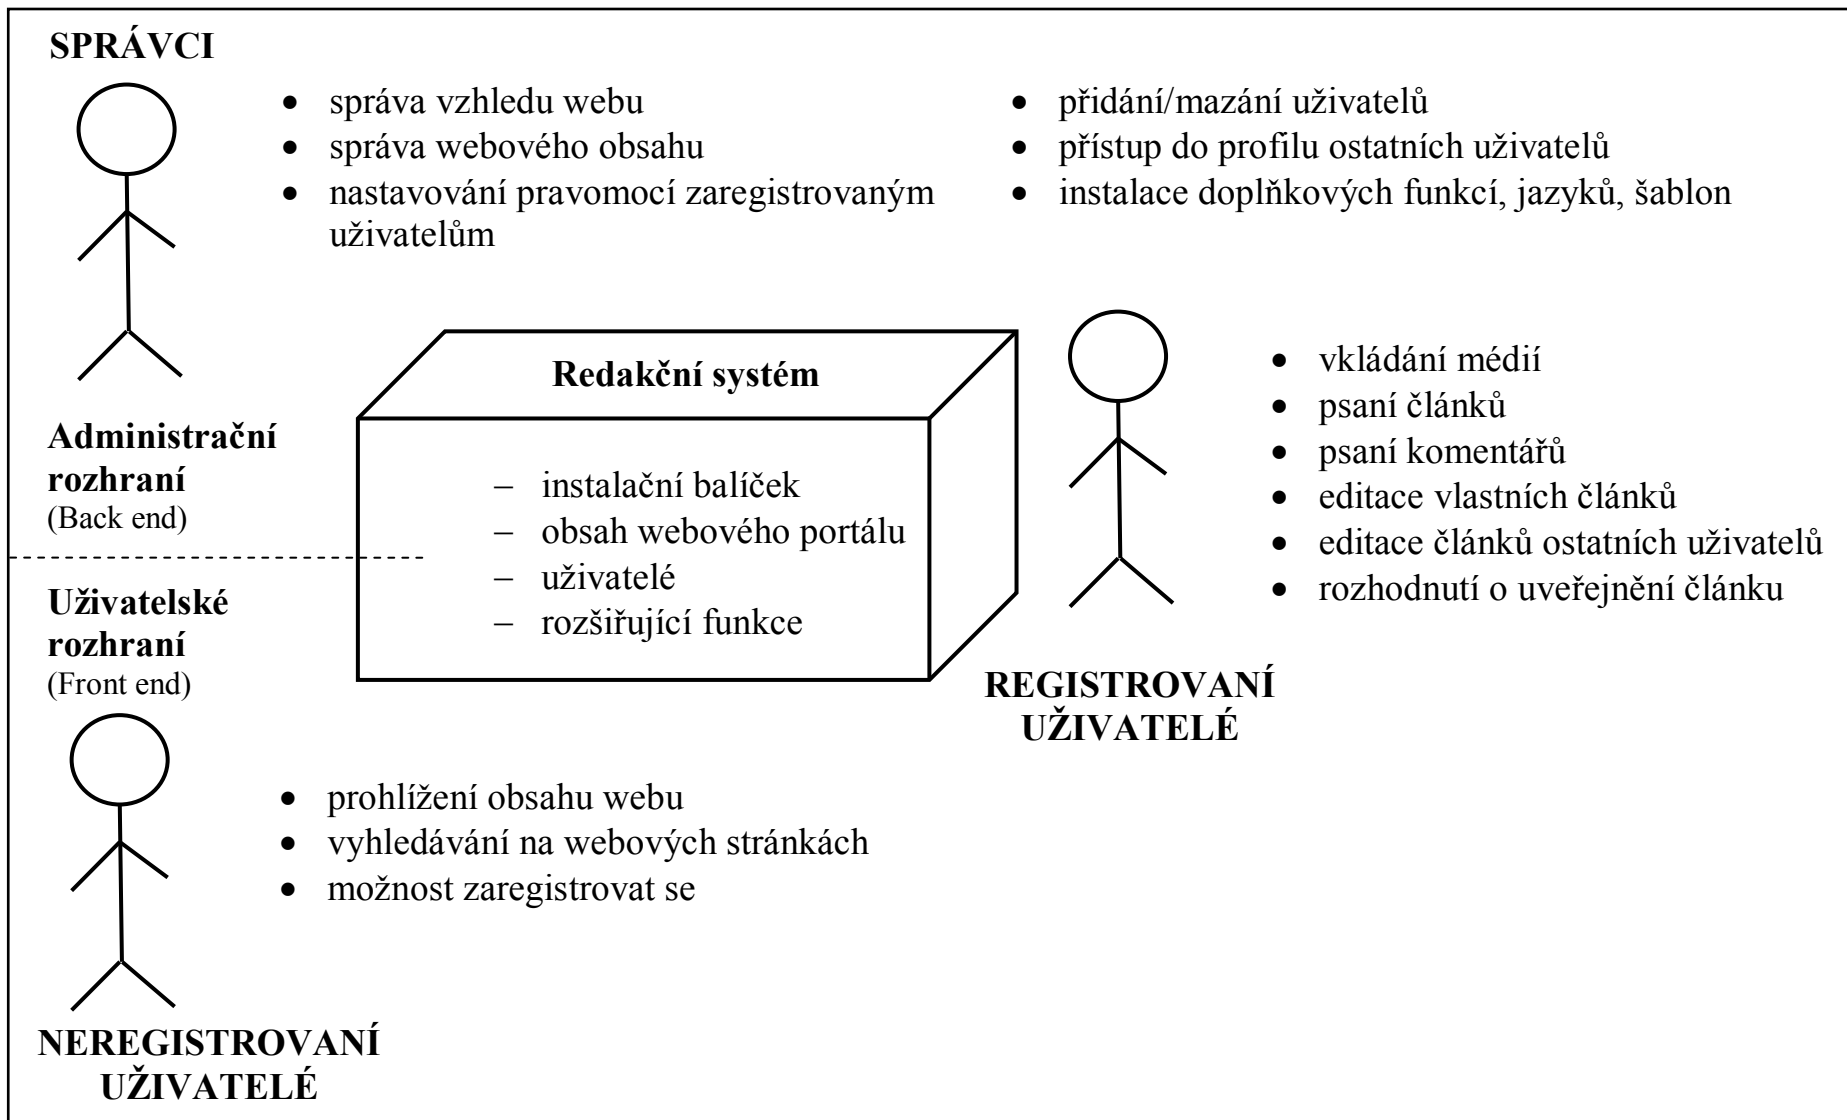 SPRÁVCI
• správa vzhledu webu
• správa webového obsahu
• nastavování pravomocí zaregistrovaným
uživatelům
• přidání/mazání uživatelů
• přístup do profilu ostatních uživatelů
• instalace doplňkových funkcí, jazyků, šablon
Administrační
rozhraní
(Back end)
Redakční systém
– instalační balíček
– obsah webového portálu
– uživatelé
– rozšiřující funkce
• vkládání médií
• psaní článků
• psaní komentářů
• editace vlastních článků
• editace článků ostatních uživatelů
• rozhodnutí o uveřejnění článku
REGISTROVANÍ
UŽIVATELÉ
Uživatelské
rozhraní
(Front end)
• prohlížení obsahu webu
• vyhledávání na webových stránkách
• možnost zaregistrovat se
NEREGISTROVANÍ
UŽIVATELÉ